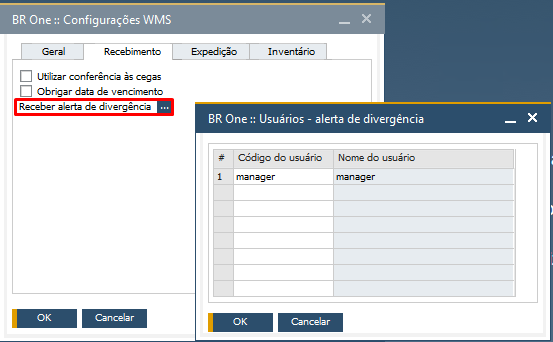 BR One :: Configurações WMS
Geral Recebimento Expedição Inventário
Utilizar conferência às cegas
Obrigar data de vencimento
Receber alerta de divergência ...
OK Cancelar
BR One :: Usuários - alerta de divergência
# Código do usuário Nome do usuário
1 manager manager
OK Cancelar